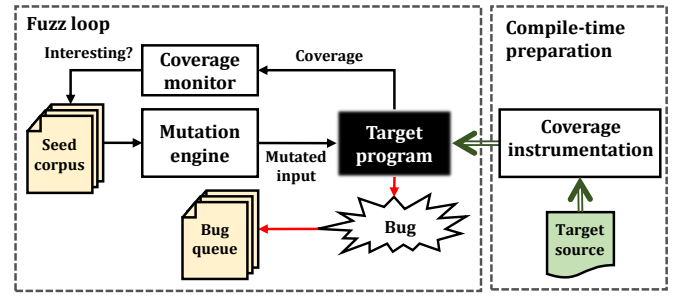 Fuzz loop
Interesting?
Coverage
monitor
Coverage
Seed
corpus
Mutation
engine
Mutated
input
Target
program
Bug
queue
Bug
Compile-time
preparation
Coverage
instrumentation
Target
source